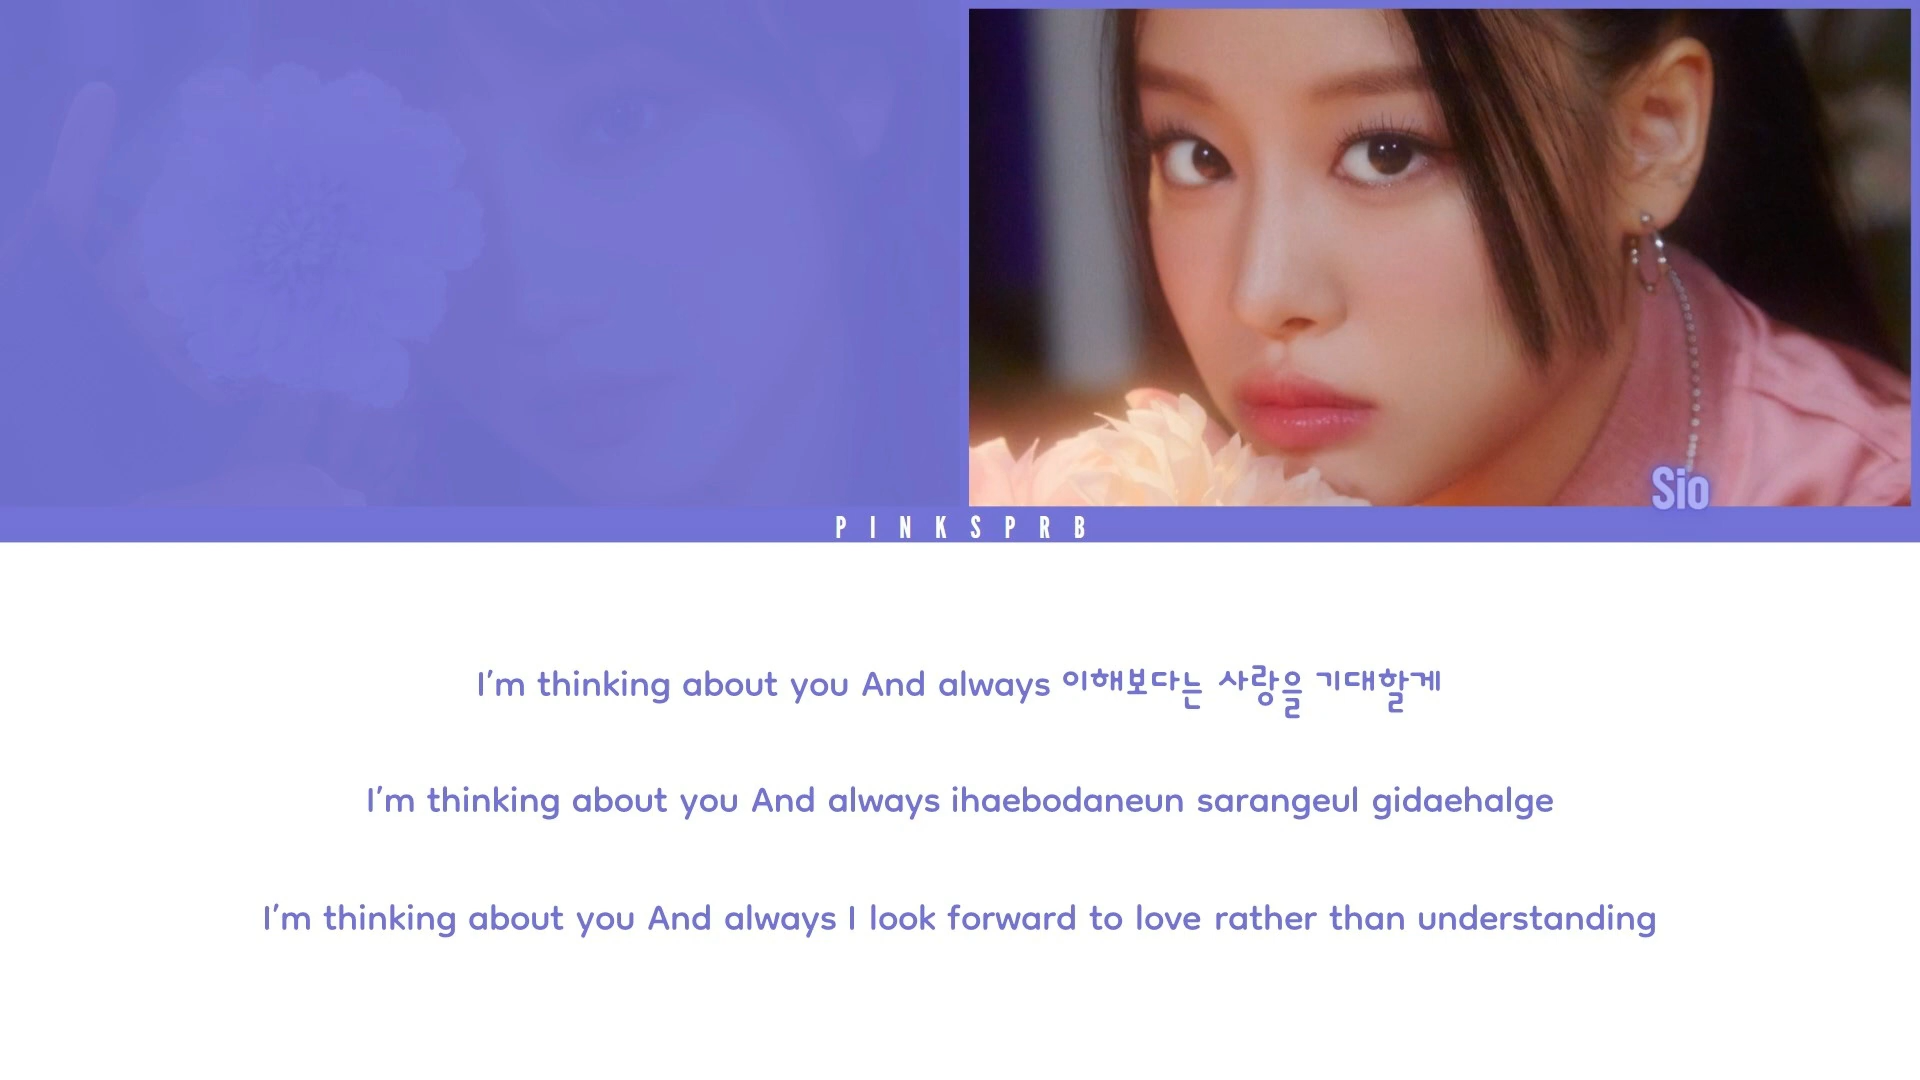 Sio
PINKSPRB
I'm thinking about you And always 이해보다는 사랑을 기대할게
I'm thinking about you And always ihaebodaneun sarangeul gidaehalge
I'm thinking about you And always I look forward to love rather than understanding